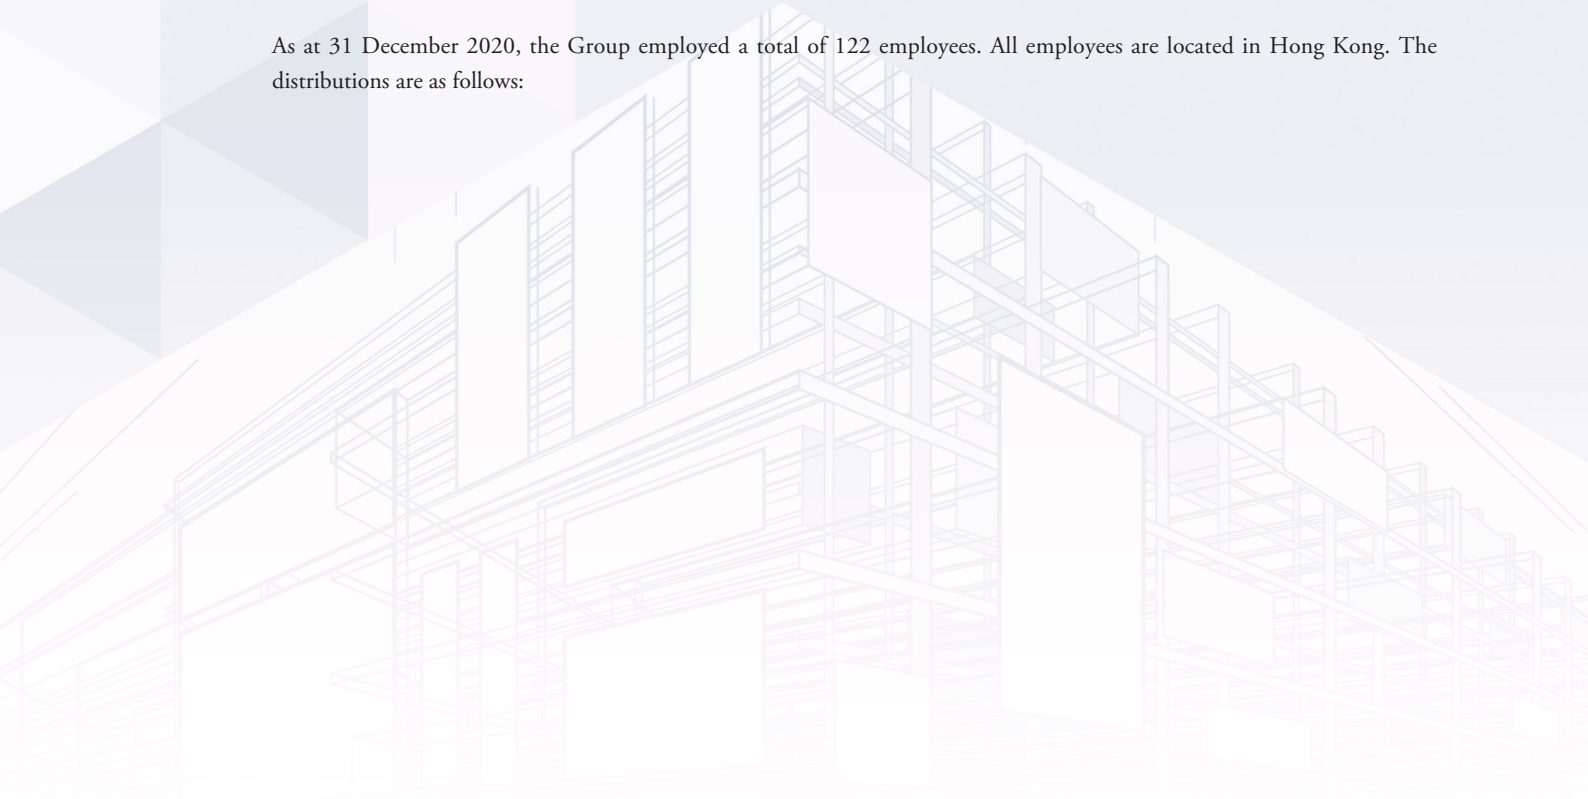 As at 31 December 2020, the Group employed a total of 122 employees. All employees are located in Hong Kong. The
distributions are as follows: